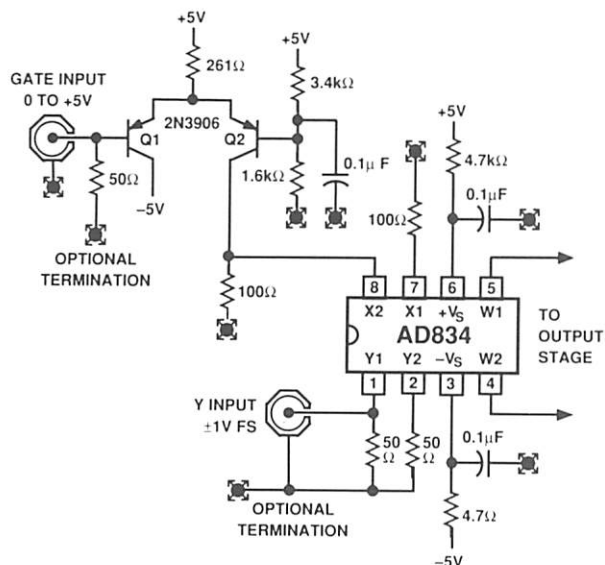 +5V
+5V
261Ω
GATE INPUT
0 TO +5V
3.4kΩ
2N3906
Q1
Q2
+5V
50Ω
-5V
1.6kΩ
0.1μ F
4.7kΩ
0.1μF
100Ω
OPTIONAL
TERMINATION
100Ω
8 7 6 5
X2 X1 +VS W1
AD834
Y1 Y2 -VS W2
1 2 3 4
TO
OUTPUT
STAGE
Y INPUT
±1V FS
50
Ω
50
Ω
0.1μF
OPTIONAL
TERMINATION
4.7Ω
-5V